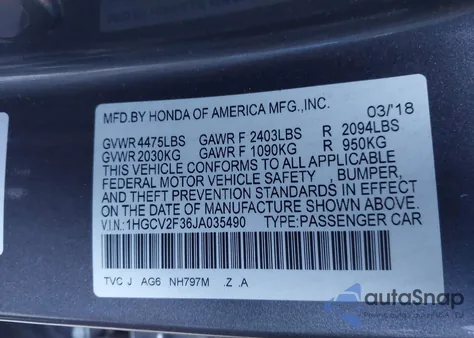 MFD.BY HONDA OF AMERICA MFG.,INC. 03/18
GVWR 4475LBS GAWR F 2403LBS R 2094LBS
GVWR 2030KG GAWR F 1090KG R 950KG
THIS VEHICLE CONFORMS TO ALL APPLICABLE
FEDERAL MOTOR VEHICLE SAFETY , BUMPER,
AND THEFT PREVENTION STANDARDS IN EFFECT
ON THE DATE OF MANUFACTURE SHOWN ABOVE.
V.I.N.: 1HGCV2F36JA035490 TYPE:PASSENGER CAR
TVC J AG6 NH797M .Z .A
autoSnap